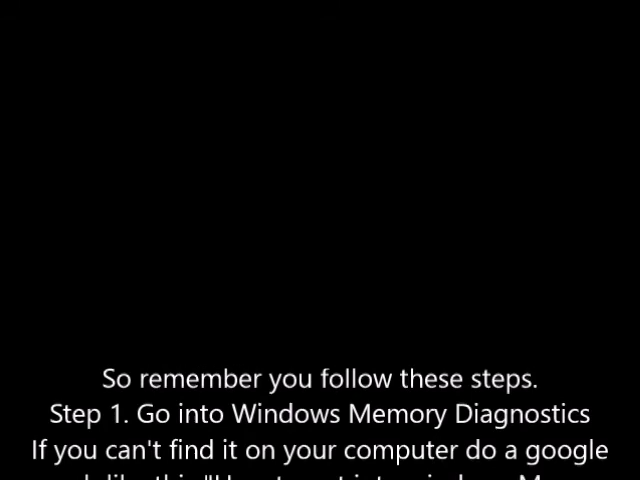 So remember you follow these steps.
Step 1. Go into Windows Memory Diagnostics
If you can't find it on your computer do a google